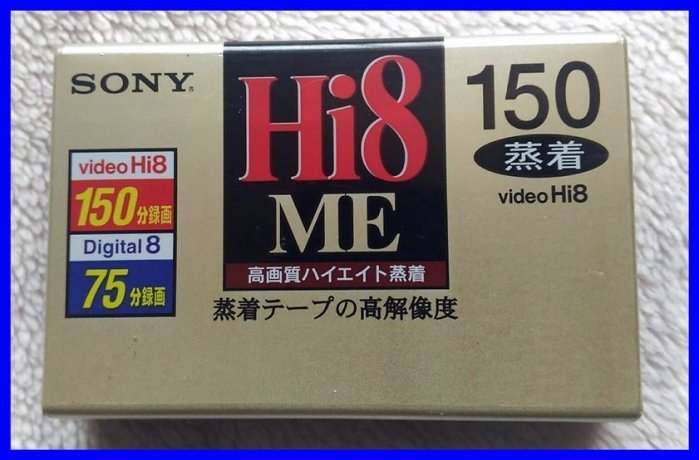 SONY
Hi8
ME
高画質ハイエイト蒸着
蒸着テープの高解像度
150
蒸着
video Hi8
video Hi8
150分録画
Digital 8
75分録画